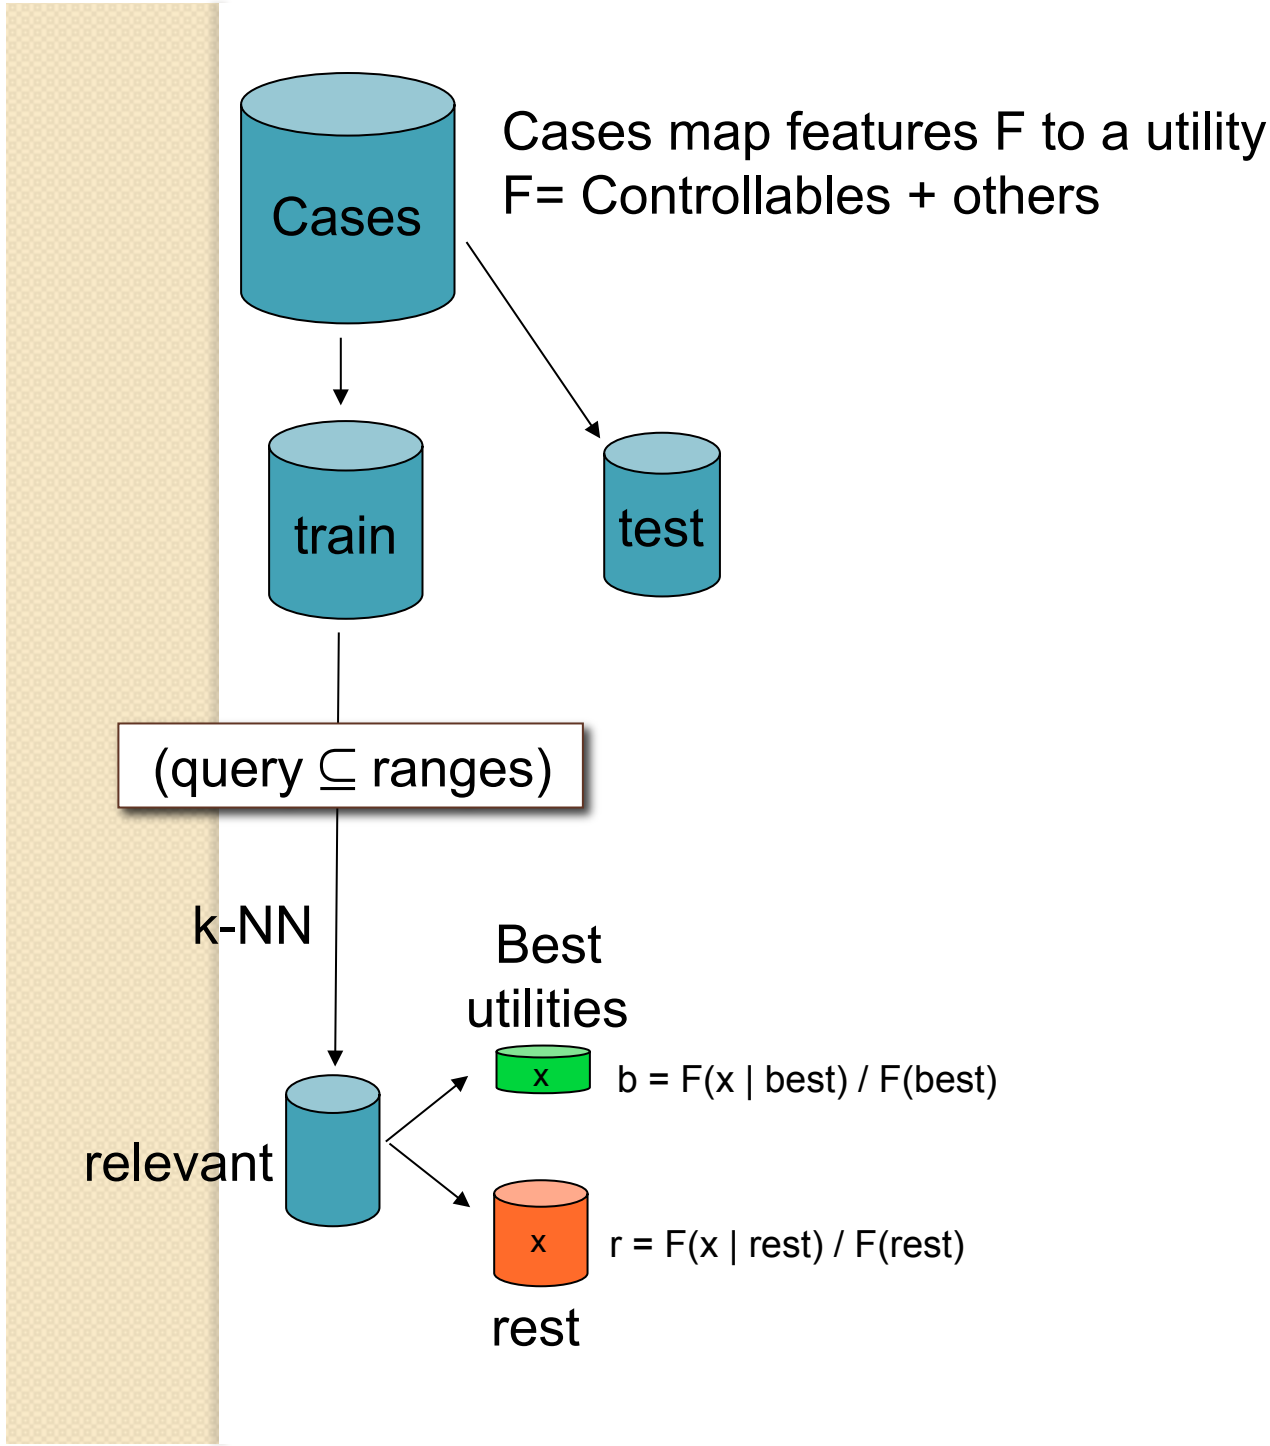 Cases map features F to a utility
F= Controllables + others
Cases
train
test
(query ⊆ ranges)
k-NN
Best
utilities
x
b = F(x | best) / F(best)
relevant
x
r = F(x | rest) / F(rest)
rest